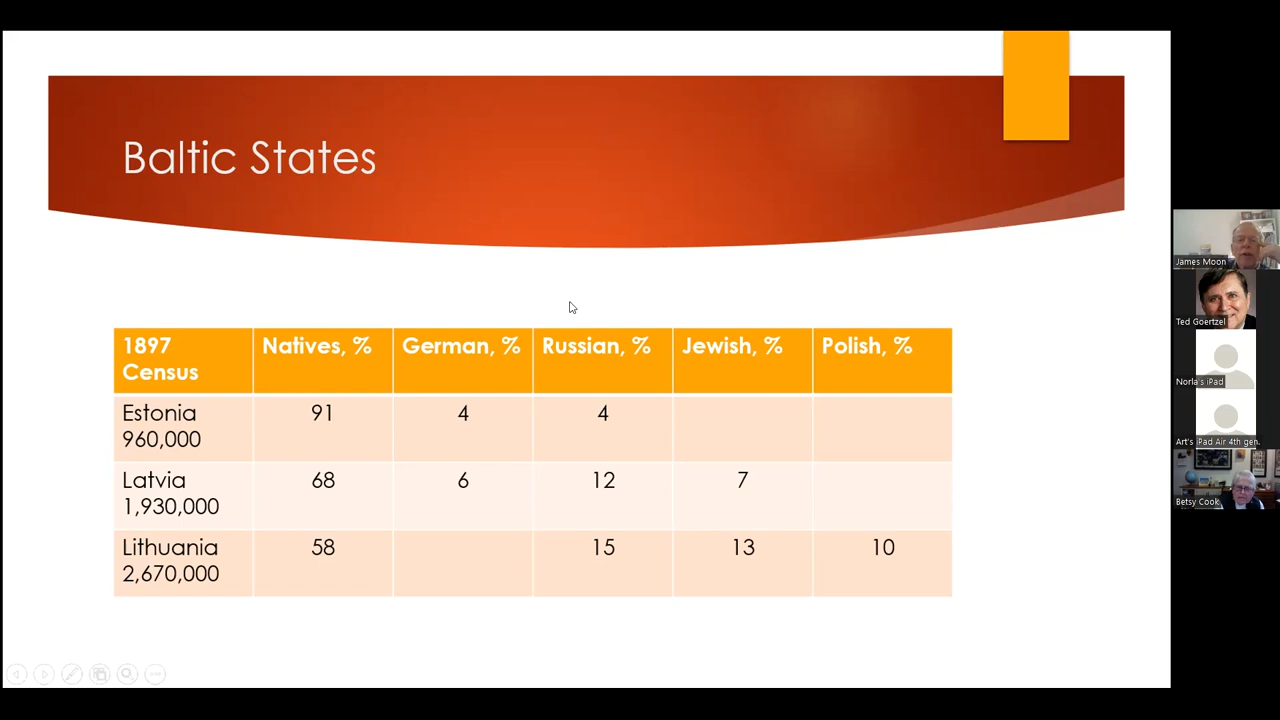 Baltic States
1897 Census
Natives, %
German, %
Russian, %
Jewish, %
Polish, %
Estonia 960,000
91
4
4
Latvia 1,930,000
68
6
12
7
Lithuania 2,670,000
58
15
13
10
James Moon
Ted Goertzel
Norla's iPad
Art's iPad Air 4th gen.
Betsy Cook